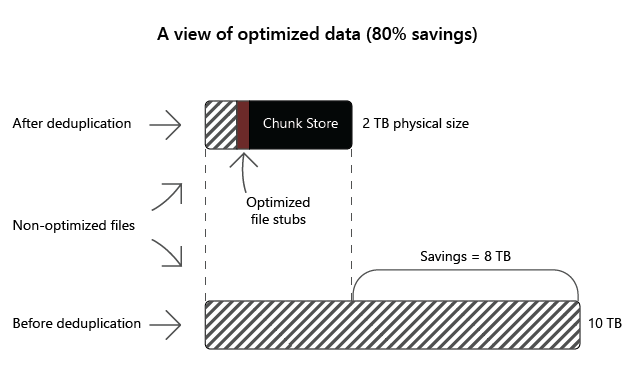 A view of optimized data (80% savings)
After deduplication
Chunk Store
2 TB physical size
Optimized
file stubs
Non-optimized files
Savings = 8 TB
Before deduplication
10 TB